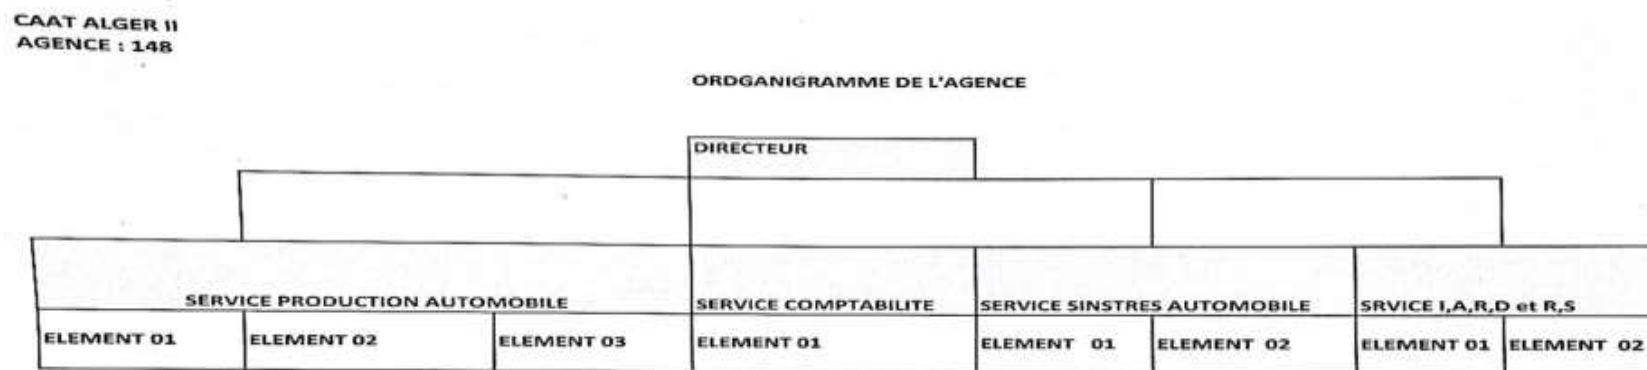 CAAT ALGER II
AGENCE : 148
ORDGANIGRAMME DE L'AGENCE
DIRECTEUR
SERVICE PRODUCTION AUTOMOBILE SERVICE COMPTABILITE SERVICE SINSTRES AUTOMOBILE SRVICE I,A,R,D et R,S
ELEMENT 01 ELEMENT 02 ELEMENT 03 ELEMENT 01 ELEMENT 01 ELEMENT 02 ELEMENT 01 ELEMENT 02